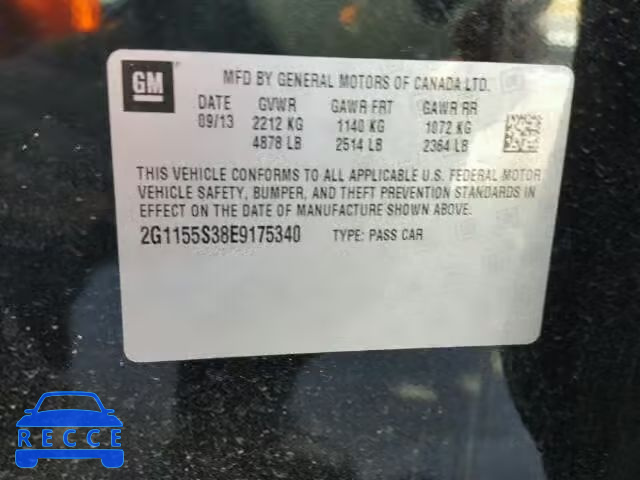 GM
MFD BY GENERAL MOTORS OF CANADA LTD.
DATE GVWR GAWR FRT GAWR RR
09/13 2212 KG 1140 KG 1072 KG
4878 LB 2514 LB 2364 LB
THIS VEHICLE CONFORMS TO ALL APPLICABLE U.S. FEDERAL MOTOR
VEHICLE SAFETY, BUMPER, AND THEFT PREVENTION STANDARDS IN
EFFECT ON THE DATE OF MANUFACTURE SHOWN ABOVE.
2G1155S38E9175340 TYPE: PASS CAR